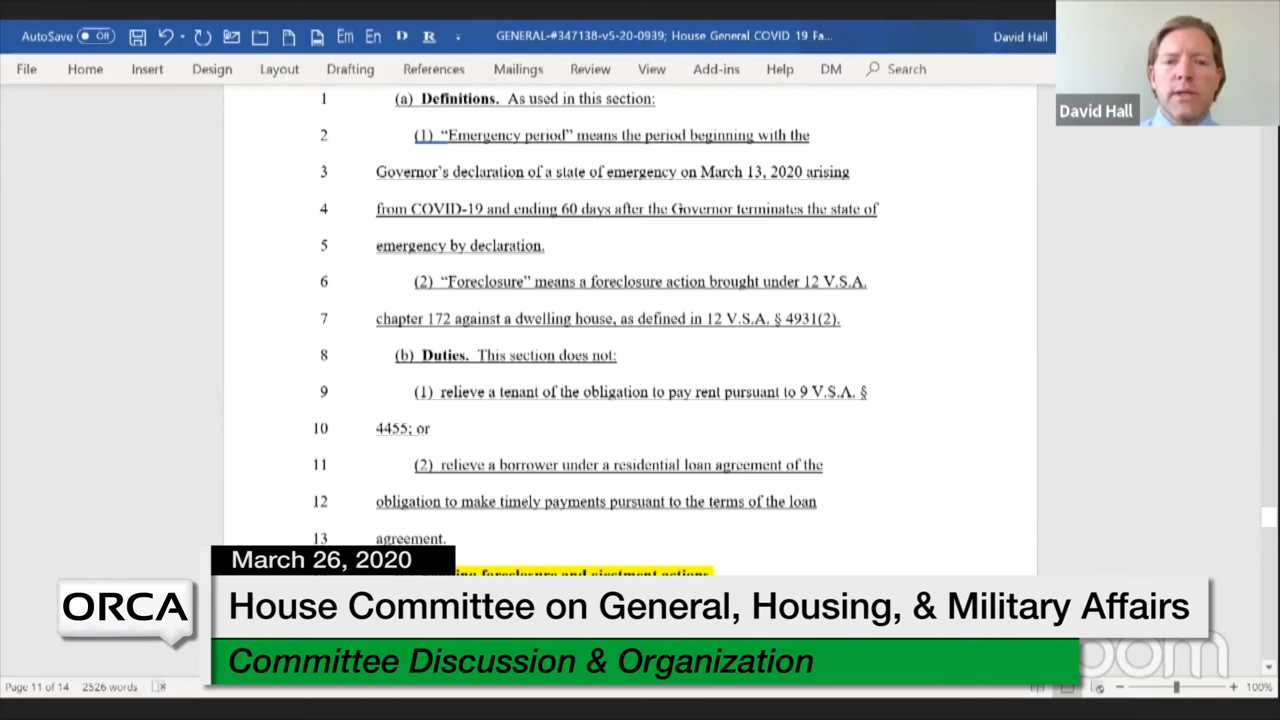 AutoSave Off Em En D R GENERAL-#347138-v5-20-0939; House General COVID 19 Fa... David Hall
File Home Insert Design Layout Drafting References Mailings Review View Add-ins Help DM Search
David Hall
1 (a) Definitions. As used in this section:
2 (1) “Emergency period” means the period beginning with the
3 Governor’s declaration of a state of emergency on March 13, 2020 arising
4 from COVID-19 and ending 60 days after the Governor terminates the state of
5 emergency by declaration.
6 (2) “Foreclosure” means a foreclosure action brought under 12 V.S.A.
7 chapter 172 against a dwelling house, as defined in 12 V.S.A. § 4931(2).
8 (b) Duties. This section does not:
9 (1) relieve a tenant of the obligation to pay rent pursuant to 9 V.S.A. §
10 4455; or
11 (2) relieve a borrower under a residential loan agreement of the
12 obligation to make timely payments pursuant to the terms of the loan
13 agreement.
foreclosure and ejectment actions
March 26, 2020
ORCA
House Committee on General, Housing, & Military Affairs
Committee Discussion & Organization
Page 11 of 14 2526 words 100%